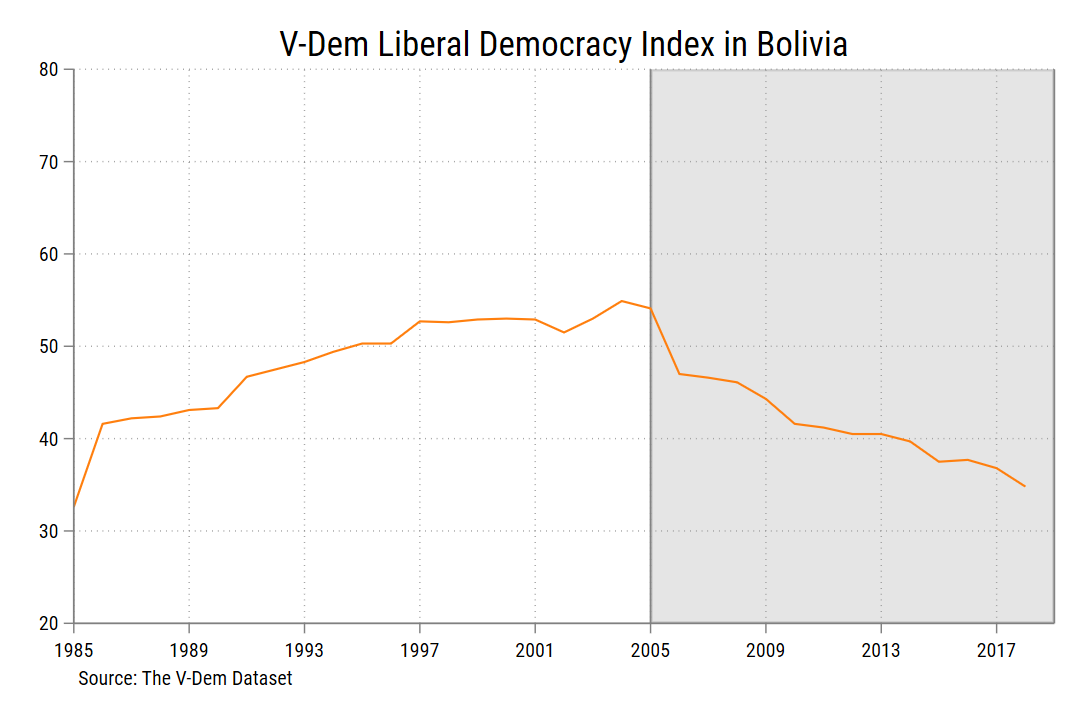 V-Dem Liberal Democracy Index in Bolivia
80
70
60
50
40
30
20
1985 1989 1993 1997 2001 2005 2009 2013 2017
Source: The V-Dem Dataset